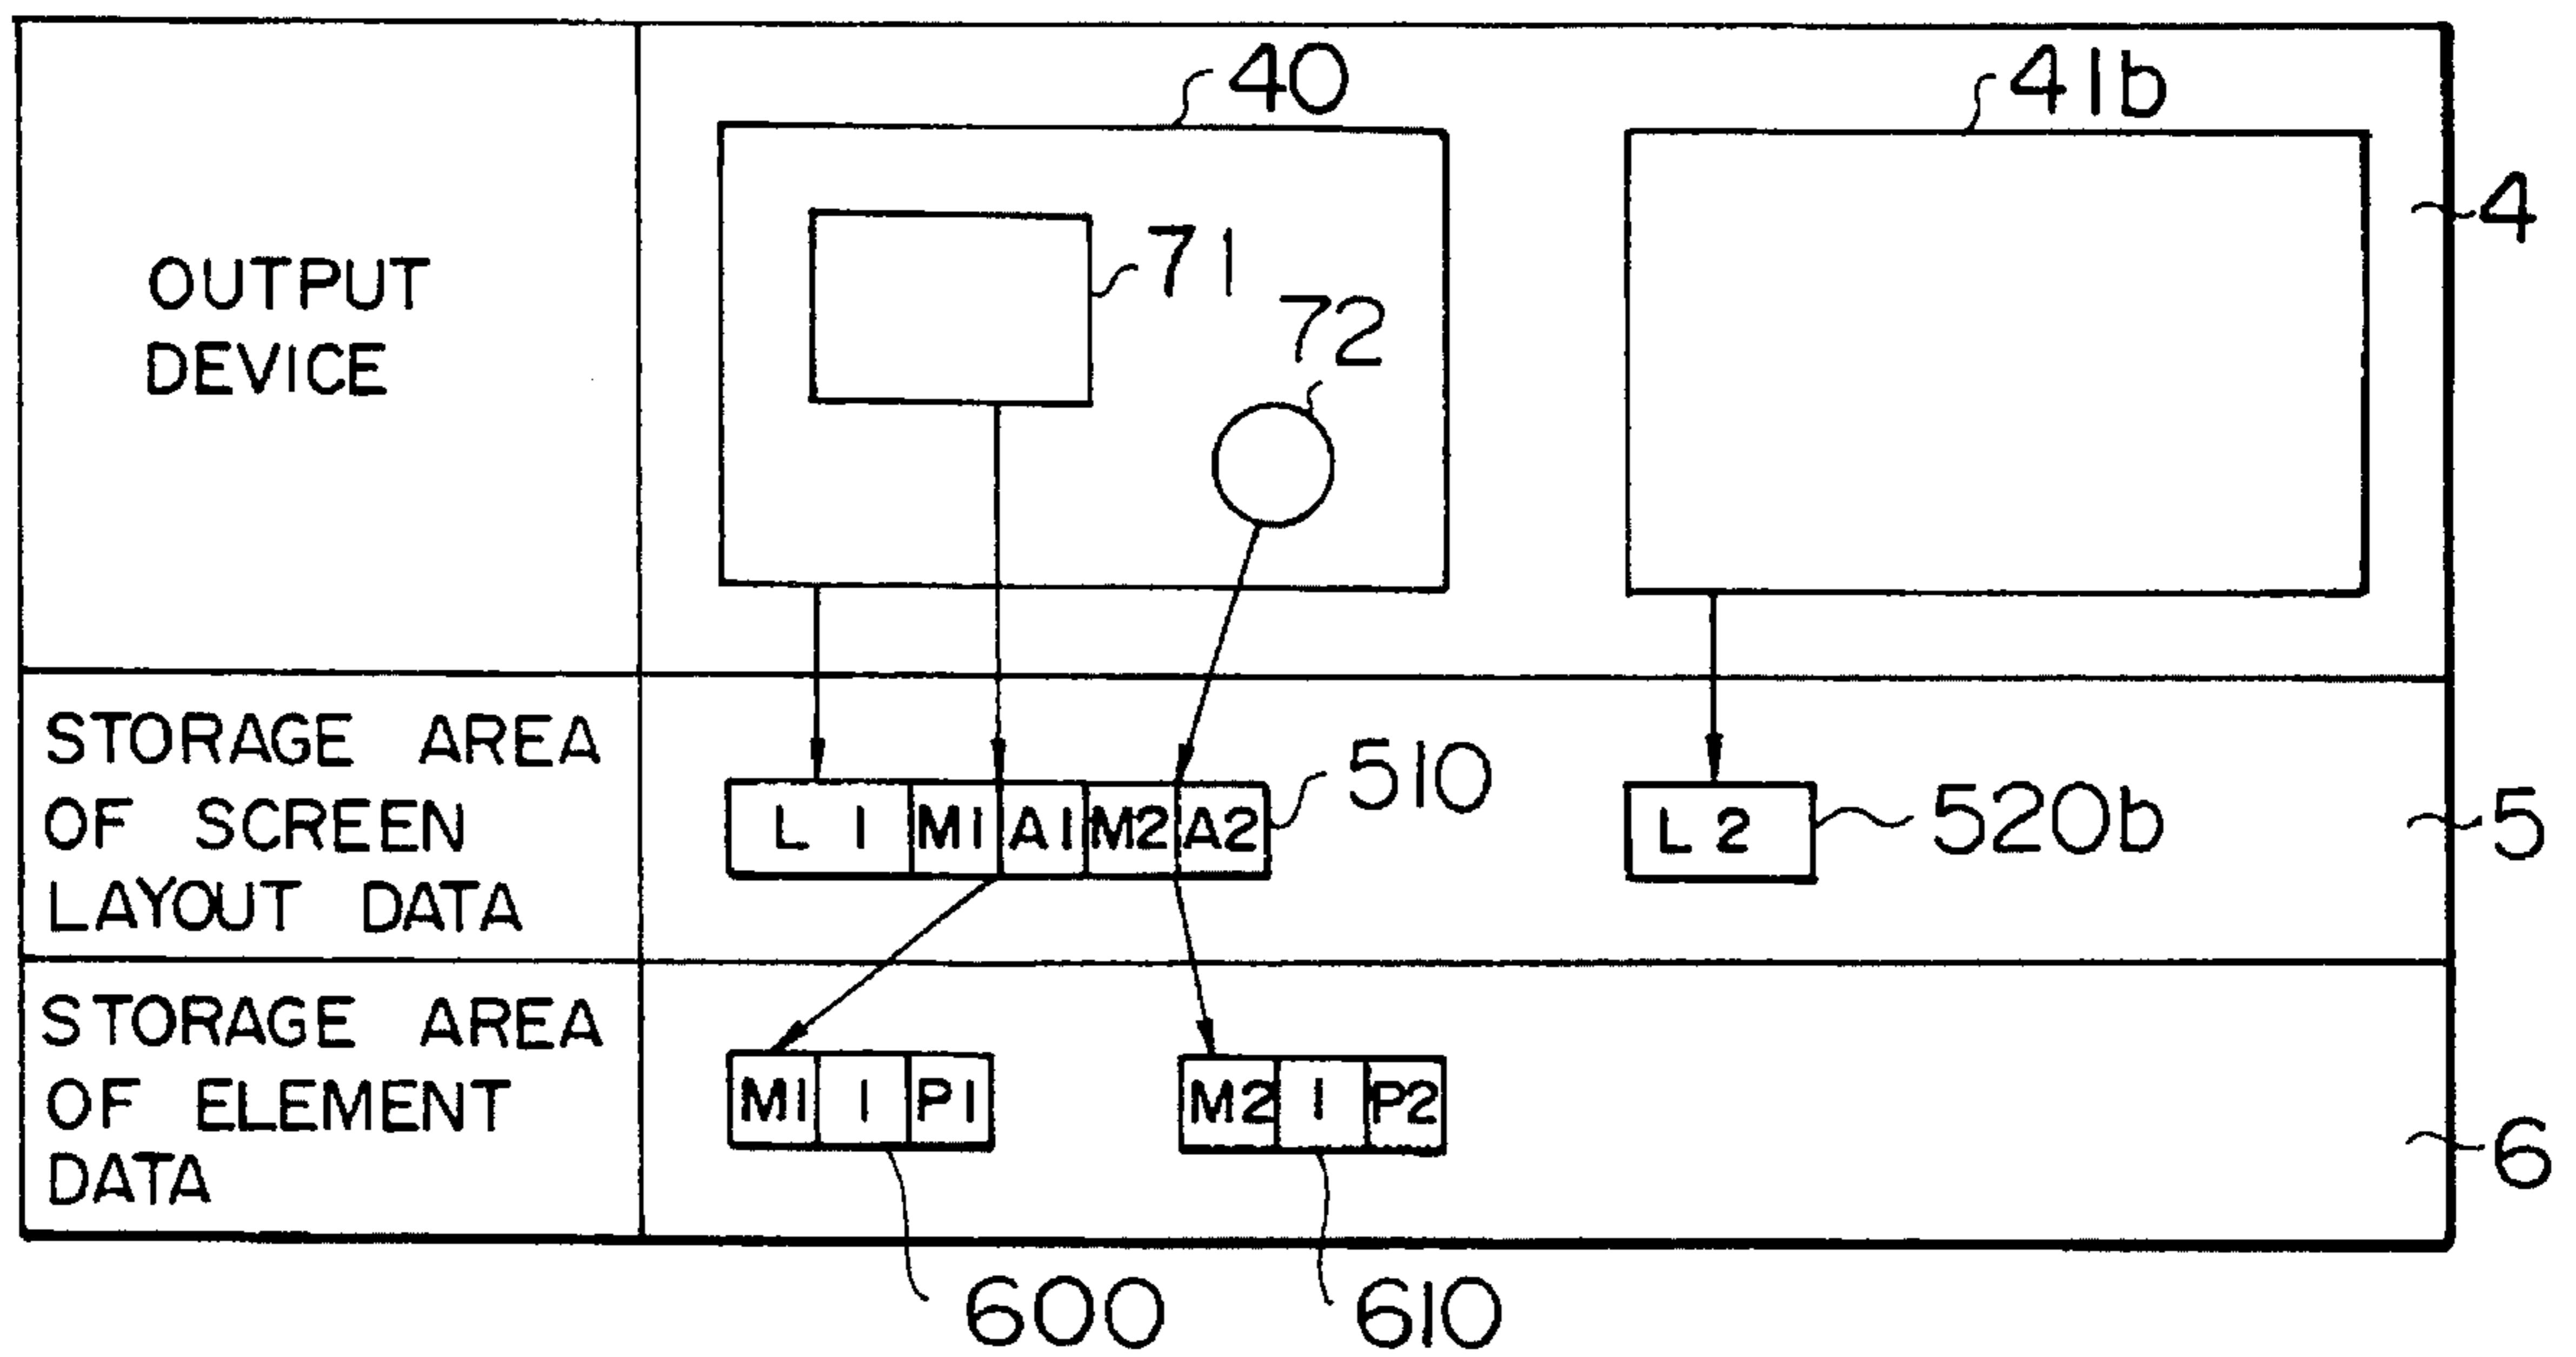 40
41b
4
71
72
OUTPUT
DEVICE
STORAGE AREA
OF SCREEN
LAYOUT DATA
L 1 M1 A1 M2 A2
510
L 2
520b
5
STORAGE AREA
OF ELEMENT
DATA
M1 1 P1
M2 1 P2
6
600
610